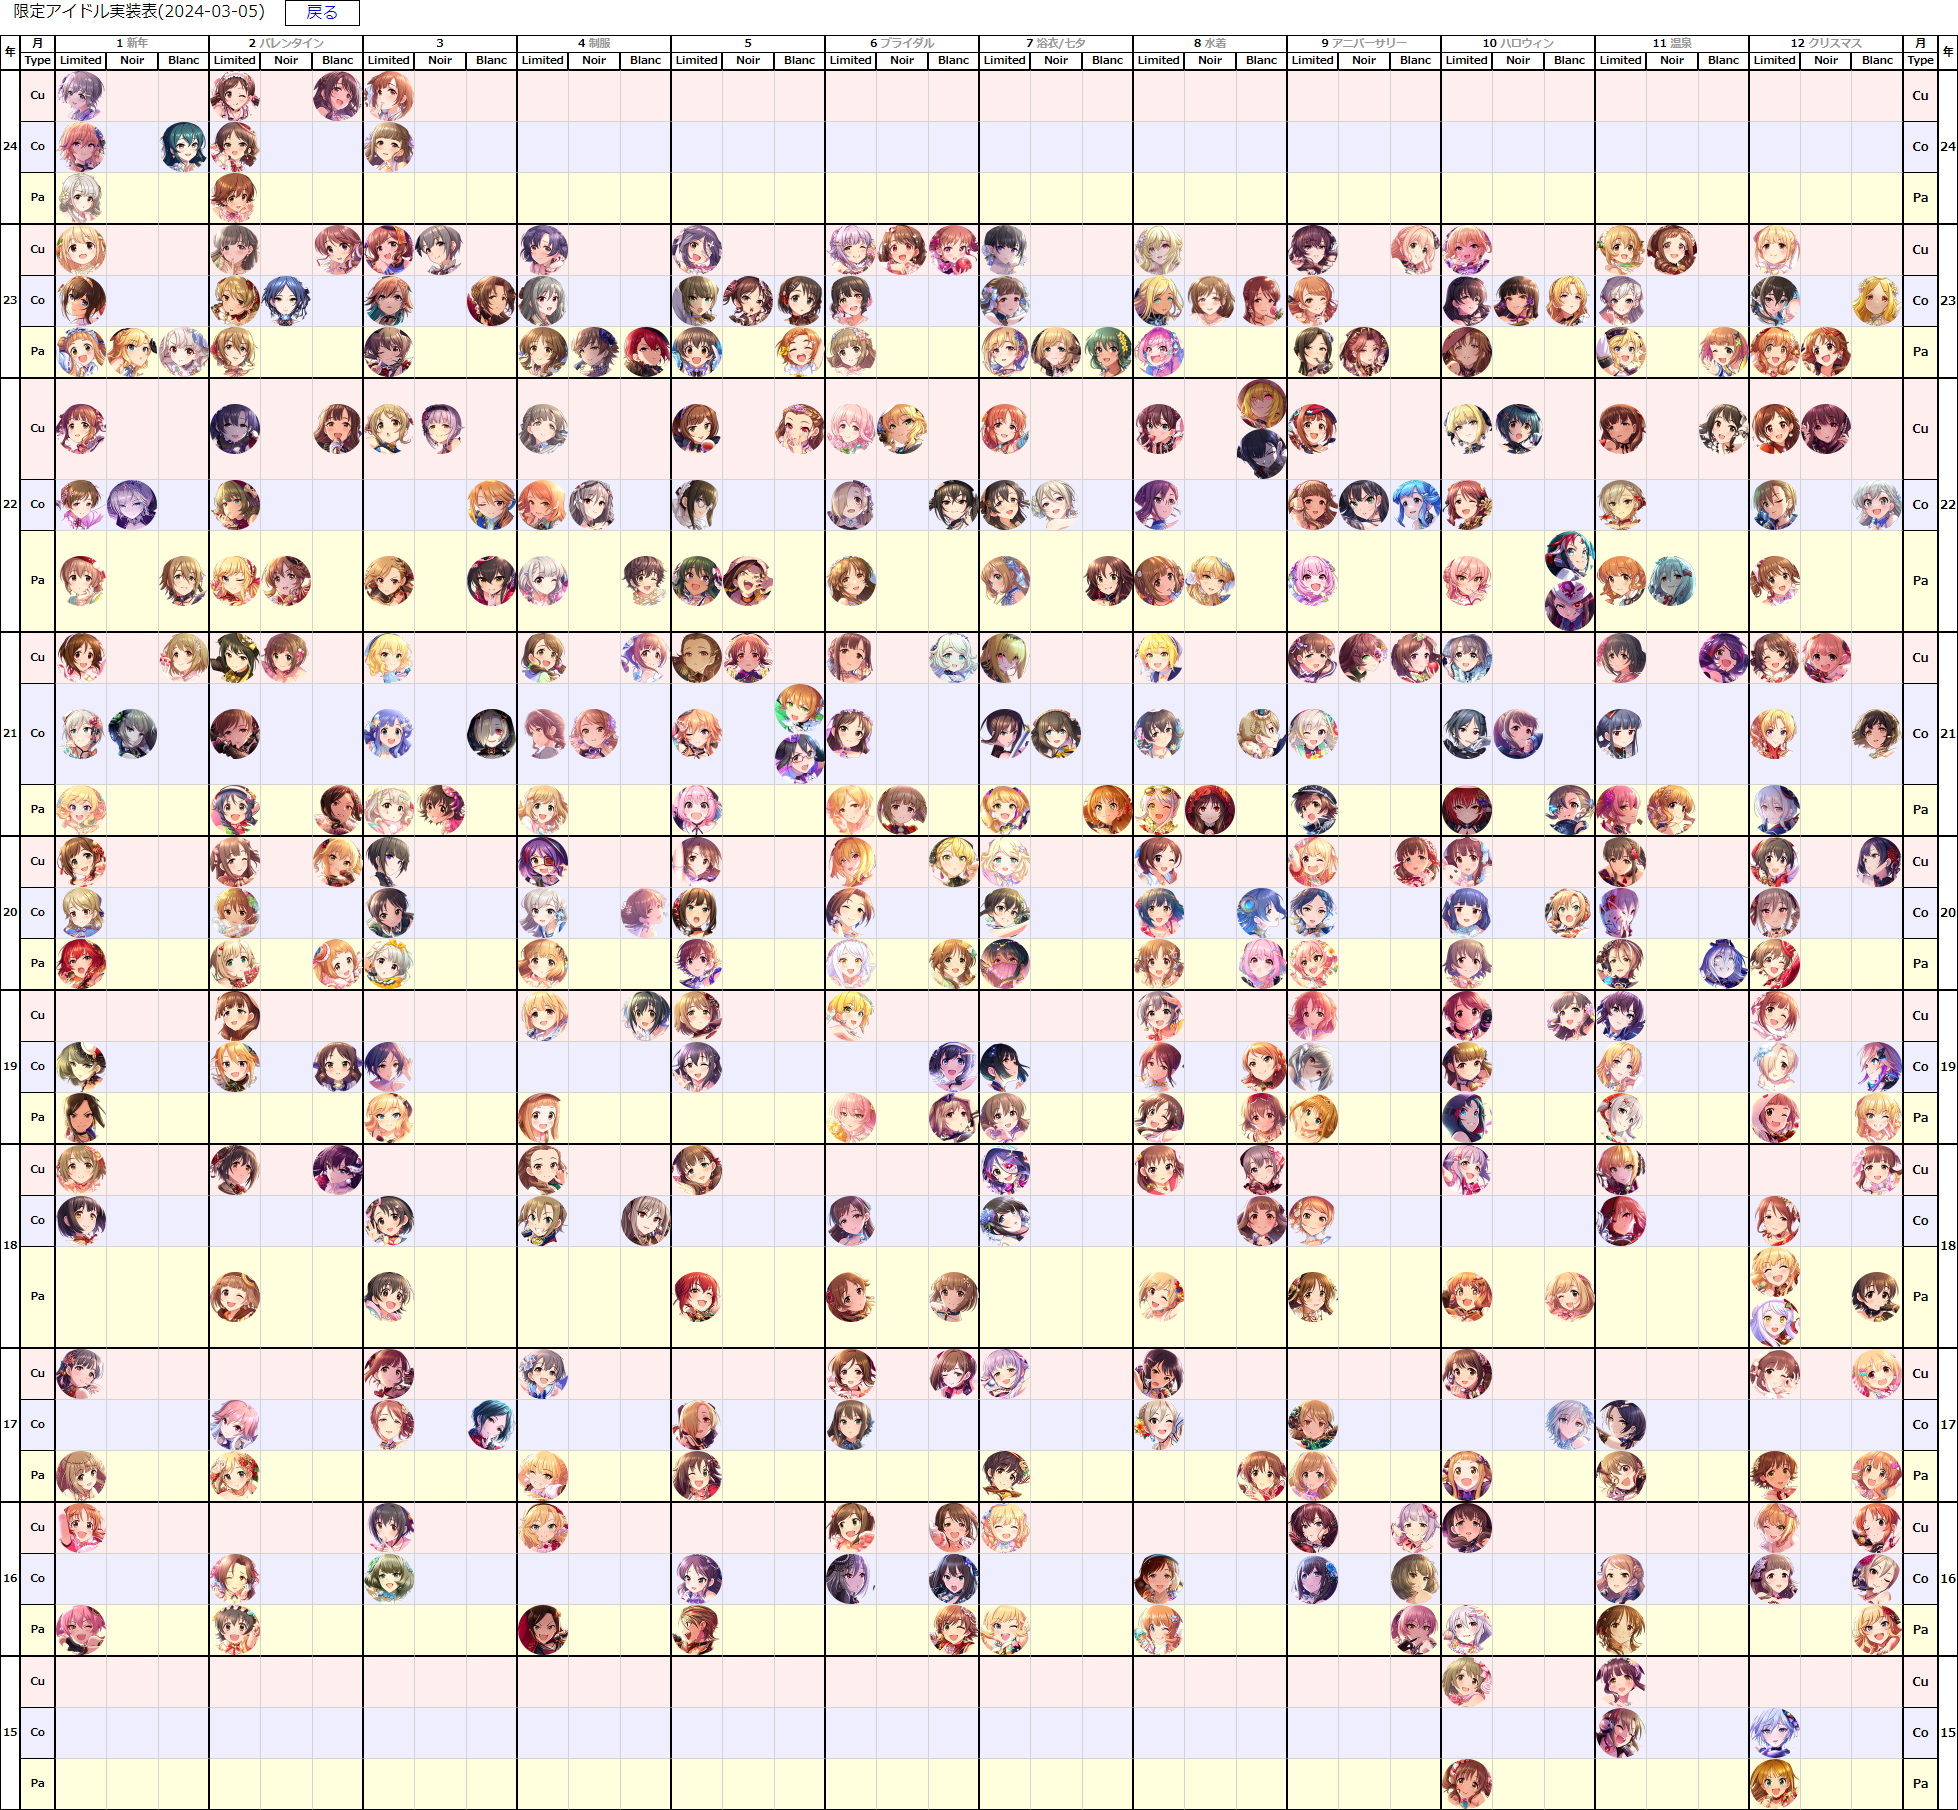 限定アイドル実装表(2024-03-05) 戻る
年 月 1 新年 2 バレンタイン 3 4 制服 5 6 ブライダル 7 浴衣/七夕 8 水着 9 アニバーサリー 10 ハロウィン 11 温泉 12 クリスマス 月 年
Type Limited Noir Blanc Limited Noir Blanc Limited Noir Blanc Limited Noir Blanc Limited Noir Blanc Limited Noir Blanc Limited Noir Blanc Limited Noir Blanc Limited Noir Blanc Limited Noir Blanc Limited Noir Blanc Limited Noir Blanc Type
Cu Cu
24 Co Co 24
Pa Pa
Cu Cu
23 Co Co 23
Pa Pa
Cu Cu
22 Co Co 22
Pa Pa
Cu Cu
21 Co Co 21
Pa Pa
Cu Cu
20 Co Co 20
Pa Pa
Cu Cu
19 Co Co 19
Pa Pa
Cu Cu
Co Co
18 18
Pa Pa
Cu Cu
17 Co Co 17
Pa Pa
Cu Cu
16 Co Co 16
Pa Pa
Cu Cu
15 Co Co 15
Pa Pa